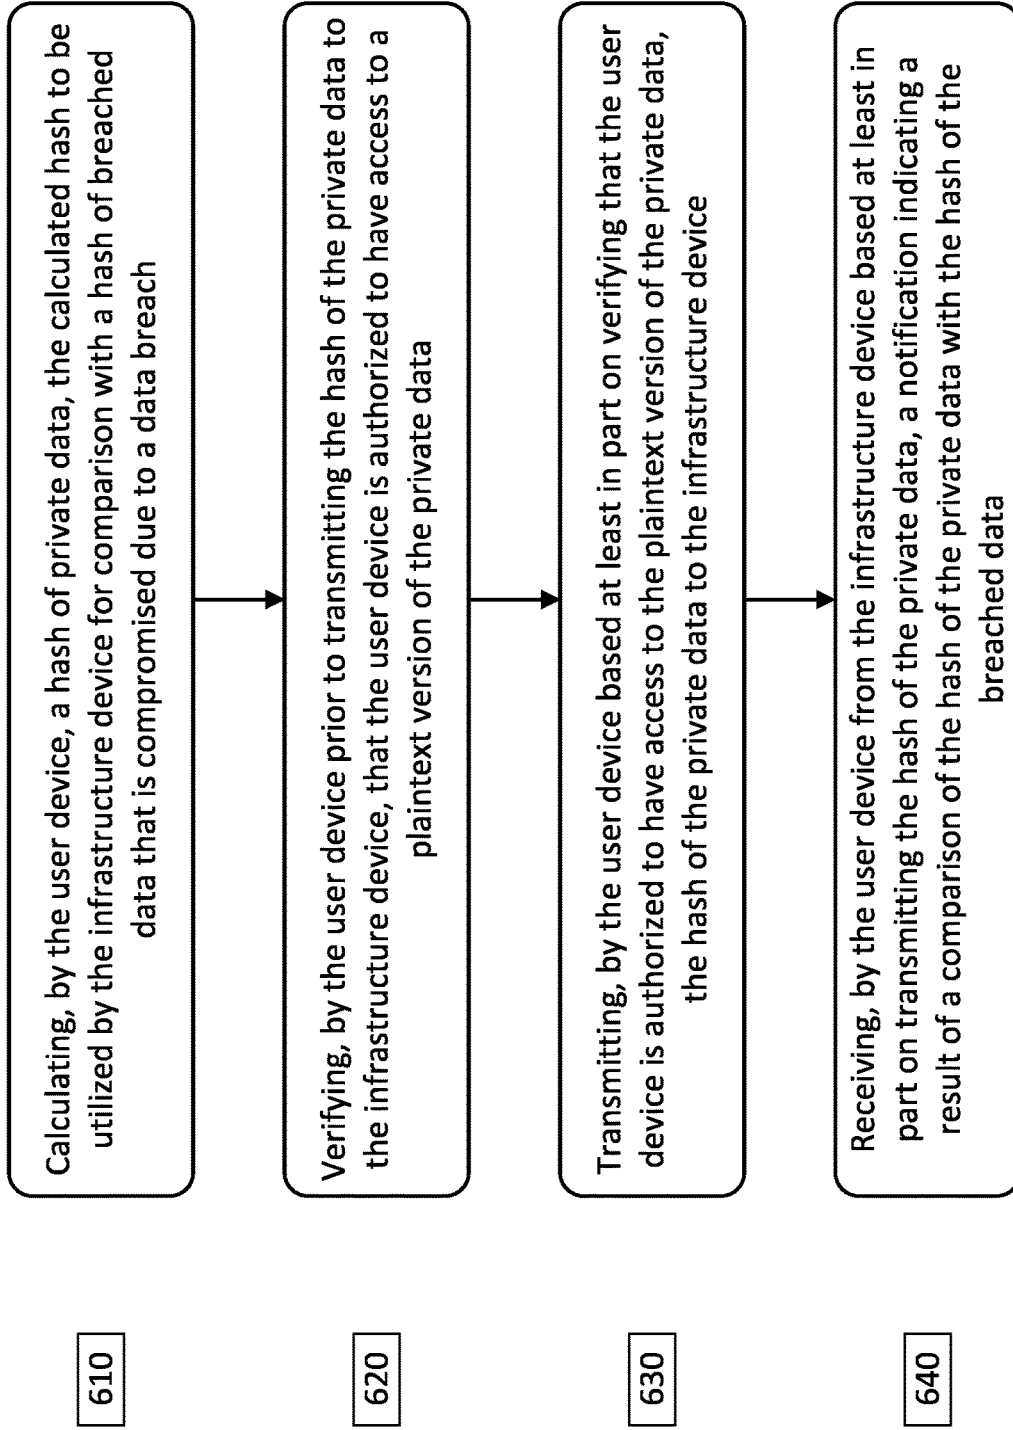 610
Calculating, by the user device, a hash of private data, the calculated hash to be
utilized by the infrastructure device for comparison with a hash of breached
data that is compromised due to a data breach
620
Verifying, by the user device prior to transmitting the hash of the private data to
the infrastructure device, that the user device is authorized to have access to a
plaintext version of the private data
630
Transmitting, by the user device based at least in part on verifying that the user
device is authorized to have access to the plaintext version of the private data,
the hash of the private data to the infrastructure device
640
Receiving, by the user device from the infrastructure device based at least in
part on transmitting the hash of the private data, a notification indicating a
result of a comparison of the hash of the private data with the hash of the
breached data